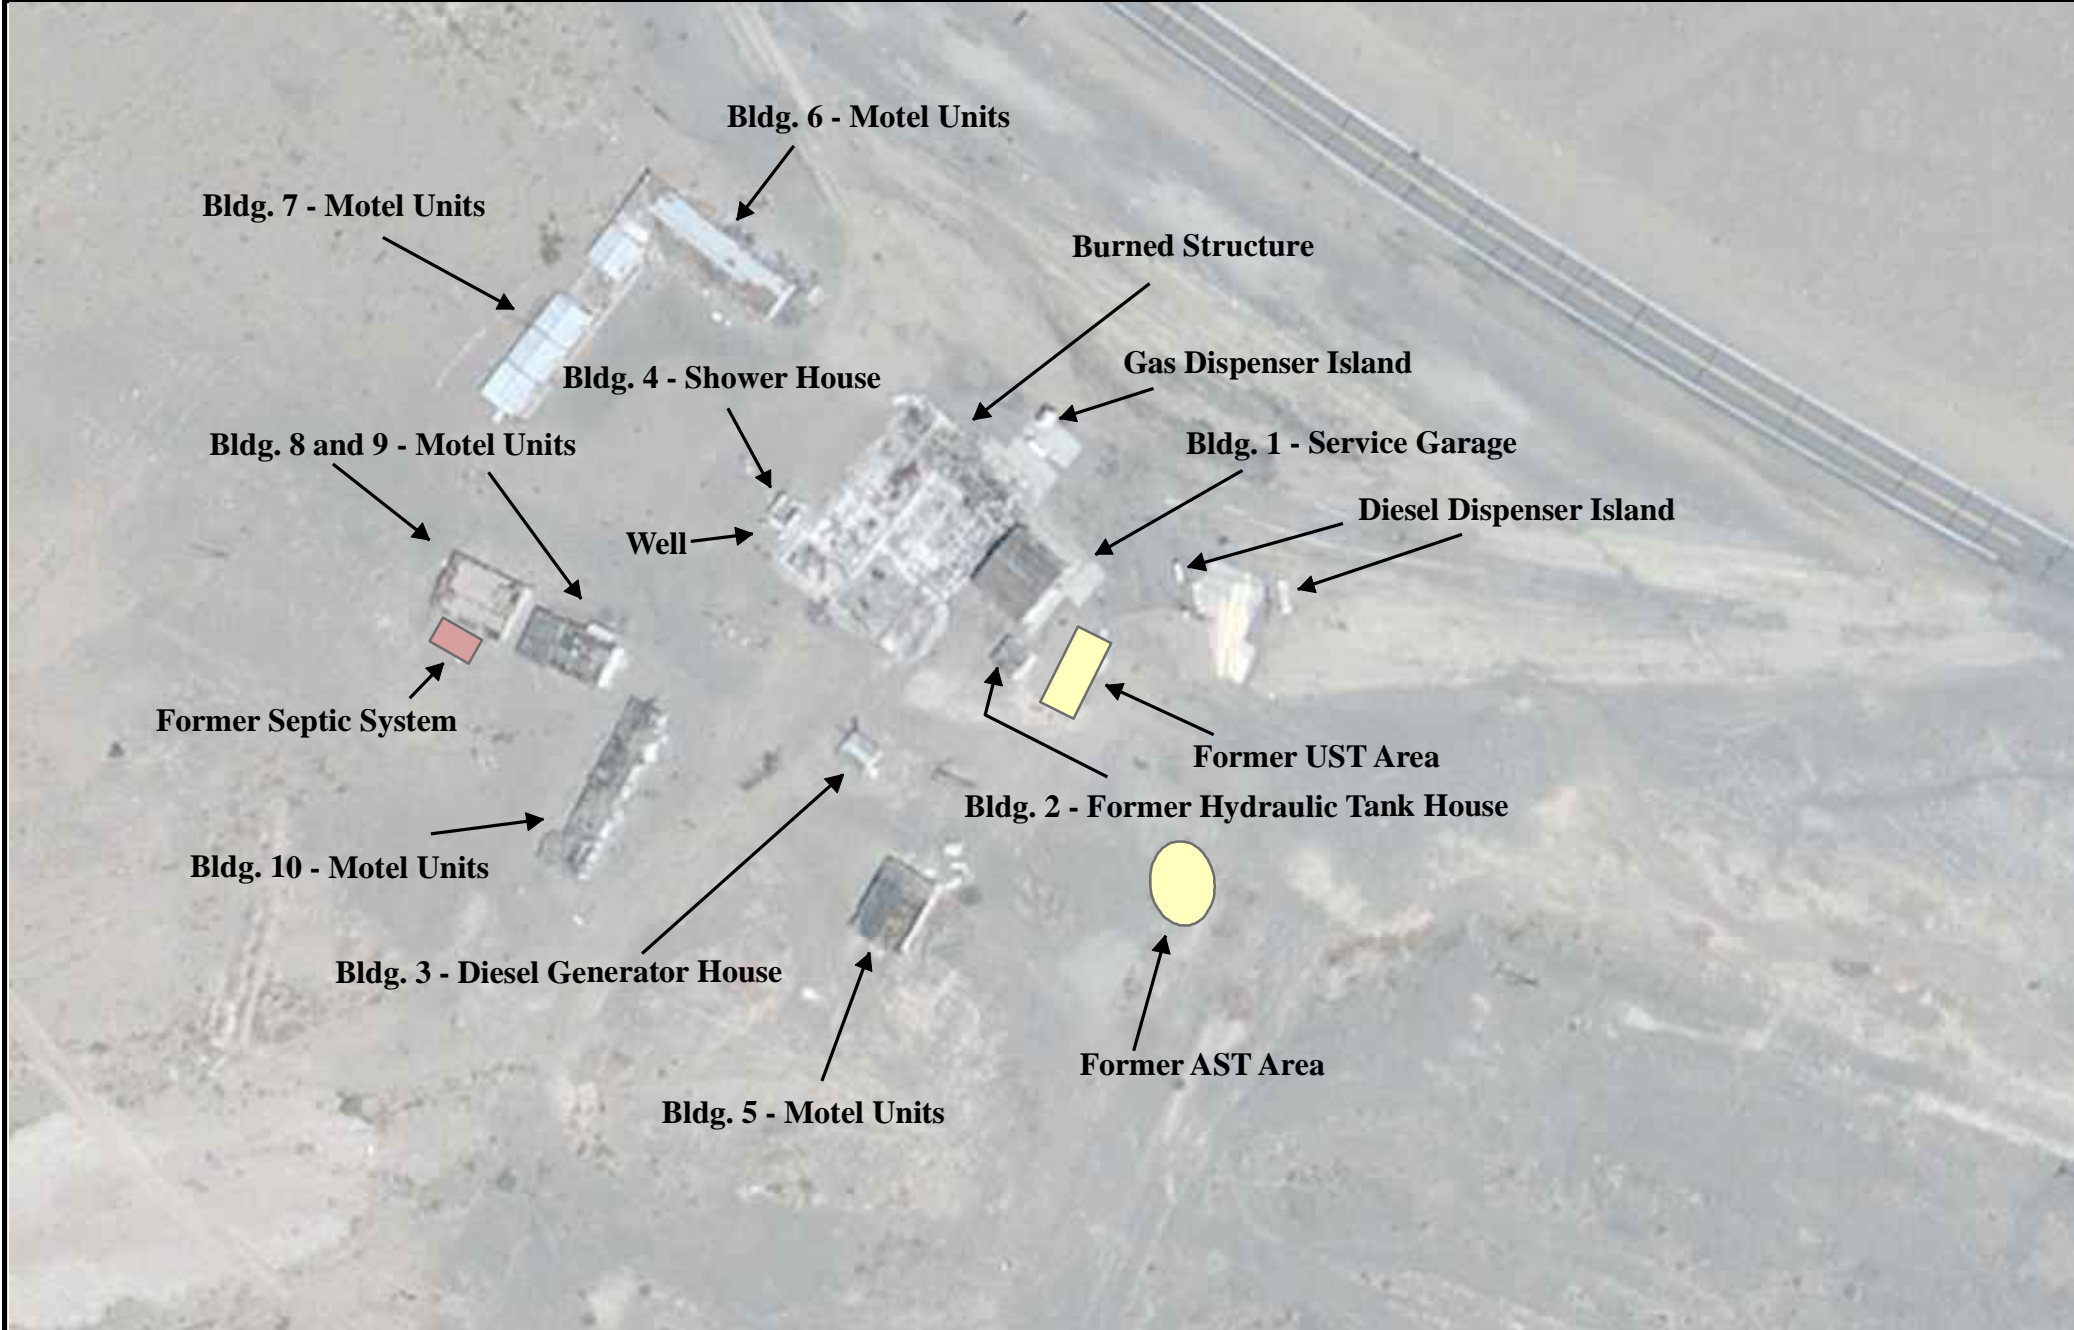 Bldg. 6 - Motel Units
Bldg. 7 - Motel Units
Burned Structure
Gas Dispenser Island
Bldg. 4 - Shower House
Bldg. 8 and 9 - Motel Units
Bldg. 1 - Service Garage
Diesel Dispenser Island
Well
Former Septic System
Former UST Area
Bldg. 2 - Former Hydraulic Tank House
Bldg. 10 - Motel Units
Bldg. 3 - Diesel Generator House
Former AST Area
Bldg. 5 - Motel Units